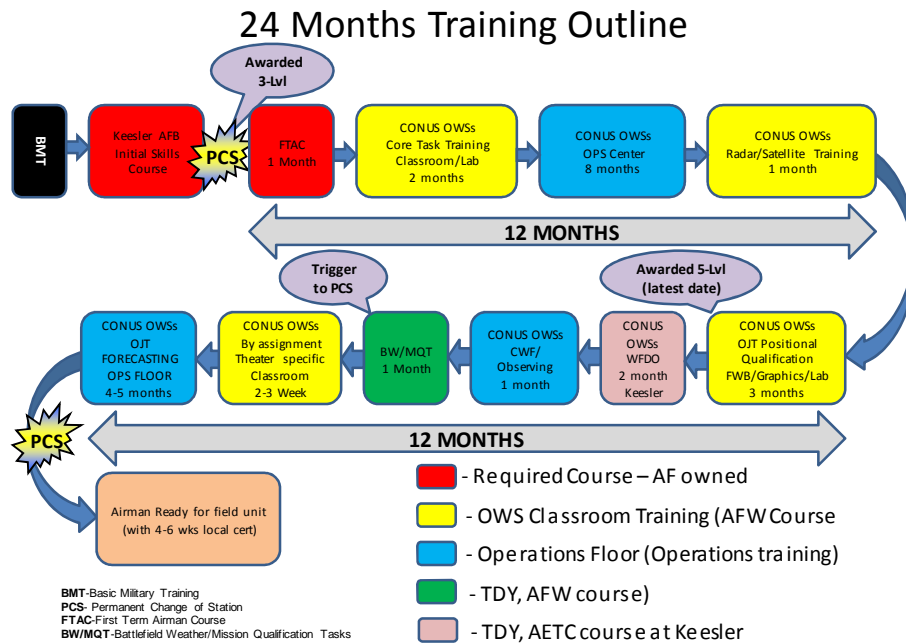 24 Months Training Outline
Awarded
3-Lvl
BMT
Keesler AFB
Initial Skills
Course
PCS
FTAC
1 Month
CONUS OWSs
Core Task Training
Classroom/Lab
2 months
CONUS OWSs
OPS Center
8 months
CONUS OWSs
Radar/Satellite Training
1 month
12 MONTHS
Trigger
to PCS
Awarded 5-Lvl
(latest date)
CONUS OWSs
OJT
FORECASTING
OPS FLOOR
4-5 months
CONUS OWSs
By assignment
Theater specific
Classroom
2-3 Week
BW/MQT
1 Month
CONUS OWSs
CWF/
Observing
1 month
CONUS
OWSs
WFDO
2 month
Keesler
CONUS OWSs
OJT Positional
Qualification
FWB/Graphics/Lab
3 months
PCS
12 MONTHS
Airman Ready for field unit
(with 4-6 wks local cert)
- Required Course – AF owned
- OWS Classroom Training (AFW Course
- Operations Floor (Operations training)
- TDY, AFW course)
- TDY, AETC course at Keesler
BMT-Basic Military Training
PCS- Permanent Change of Station
FTAC-First Term Airman Course
BW/MQT-Battlefield Weather/Mission Qualification Tasks